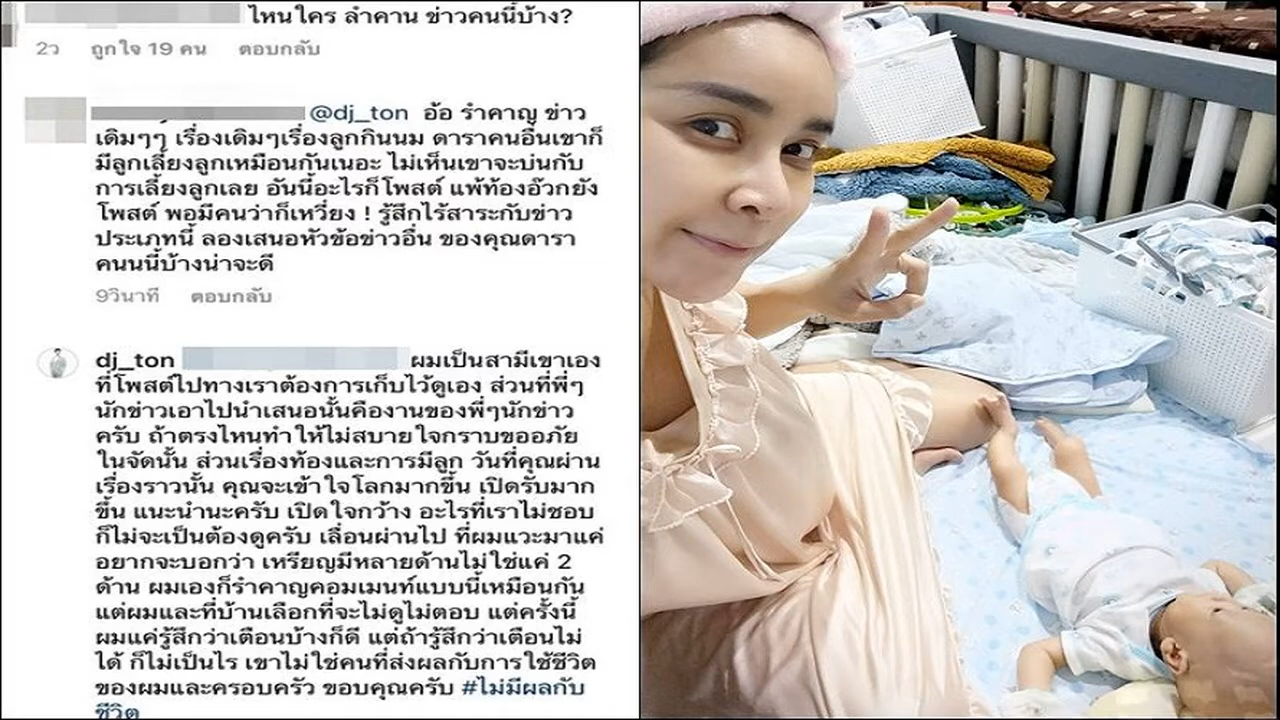 ไหนใคร ลำคาน ข่าวคนนี้บ้าง?
2ว ถูกใจ 19 คน ตอบกลับ
@dj_ton อ้อ รำคาญ ข่าว
เดิมๆๆ เรื่องเดิมๆเรื่องลูกกินนม ดาราคนอื่นเขาก็
มีลูกเลี้ยงลูกเหมือนกันเนอะ ไม่เห็นเขาจะบ่นกับ
การเลี้ยงลูกเลย อันนี้อะไรก็โพสต์ แพ้ท้องอ๊วกยัง
โพสต์ พอมีคนว่าก็เหวี่ยง ! รู้สึกไร้สาระกับข่าว
ประเภทนี้ ลองเสนอหัวข้อข่าวอื่น ของคุณดารา
คนนนี้บ้างน่าจะดี
9วินาที ตอบกลับ
dj_ton ผมเป็นสามีเขาเอง
ที่โพสต์ไปทางเราต้องการเก็บไว้ดูเอง ส่วนที่พี่ๆ
นักข่าวเอาไปนำเสนอนั้นคืองานของพี่ๆนักข่าว
ครับ ถ้าตรงไหนทำให้ไม่สบายใจกราบขออภัย
ในจัดนั้น ส่วนเรื่องท้องและการมีลูก วันที่คุณผ่าน
เรื่องราวนั้น คุณจะเข้าใจโลกมากขึ้น เปิดรับมาก
ขึ้น แนะนำนะครับ เปิดใจกว้าง อะไรที่เราไม่ชอบ
ก็ไม่จะเป็นต้องดูครับ เลื่อนผ่านไป ที่ผมแวะมาแค่
อยากจะบอกว่า เหรียญมีหลายด้านไม่ใช่แค่ 2
ด้าน ผมเองก็รำคาญคอมเมนท์แบบนี้เหมือนกัน
แต่ผมและที่บ้านเลือกที่จะไม่ดูไม่ตอบ แต่ครั้งนี้
ผมแค่รู้สึกว่าเตือนบ้างก็ดี แต่ถ้ารู้สึกว่าเตือนไม่
ได้ ก็ไม่เป็นไร เขาไม่ใช่คนที่ส่งผลกับการใช้ชีวิต
ของผมและครอบครัว ขอบคุณครับ #ไม่มีผลกับ
ชีวิต